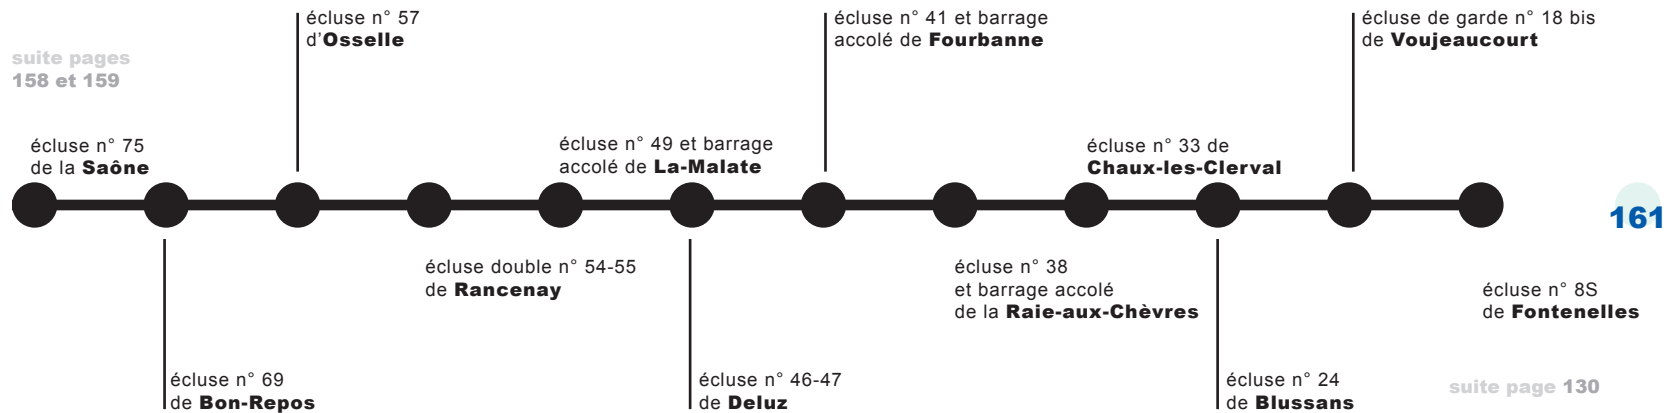 suite pages
158 et 159
écluse n° 75
de la Saône
écluse n° 69
de Bon-Repos
écluse n° 57
d'Osselle
écluse double n° 54-55
de Rancenay
écluse n° 49 et barrage
accolé de La-Malate
écluse n° 46-47
de Deluz
écluse n° 41 et barrage
accolé de Fourbanne
écluse n° 38
et barrage accolé
de la Raie-aux-Chèvres
écluse n° 33 de
Chaux-les-Clerval
écluse n° 24
de Blussans
écluse de garde n° 18 bis
de Voujeaucourt
écluse n° 8S
de Fontenelles
suite page 130
161